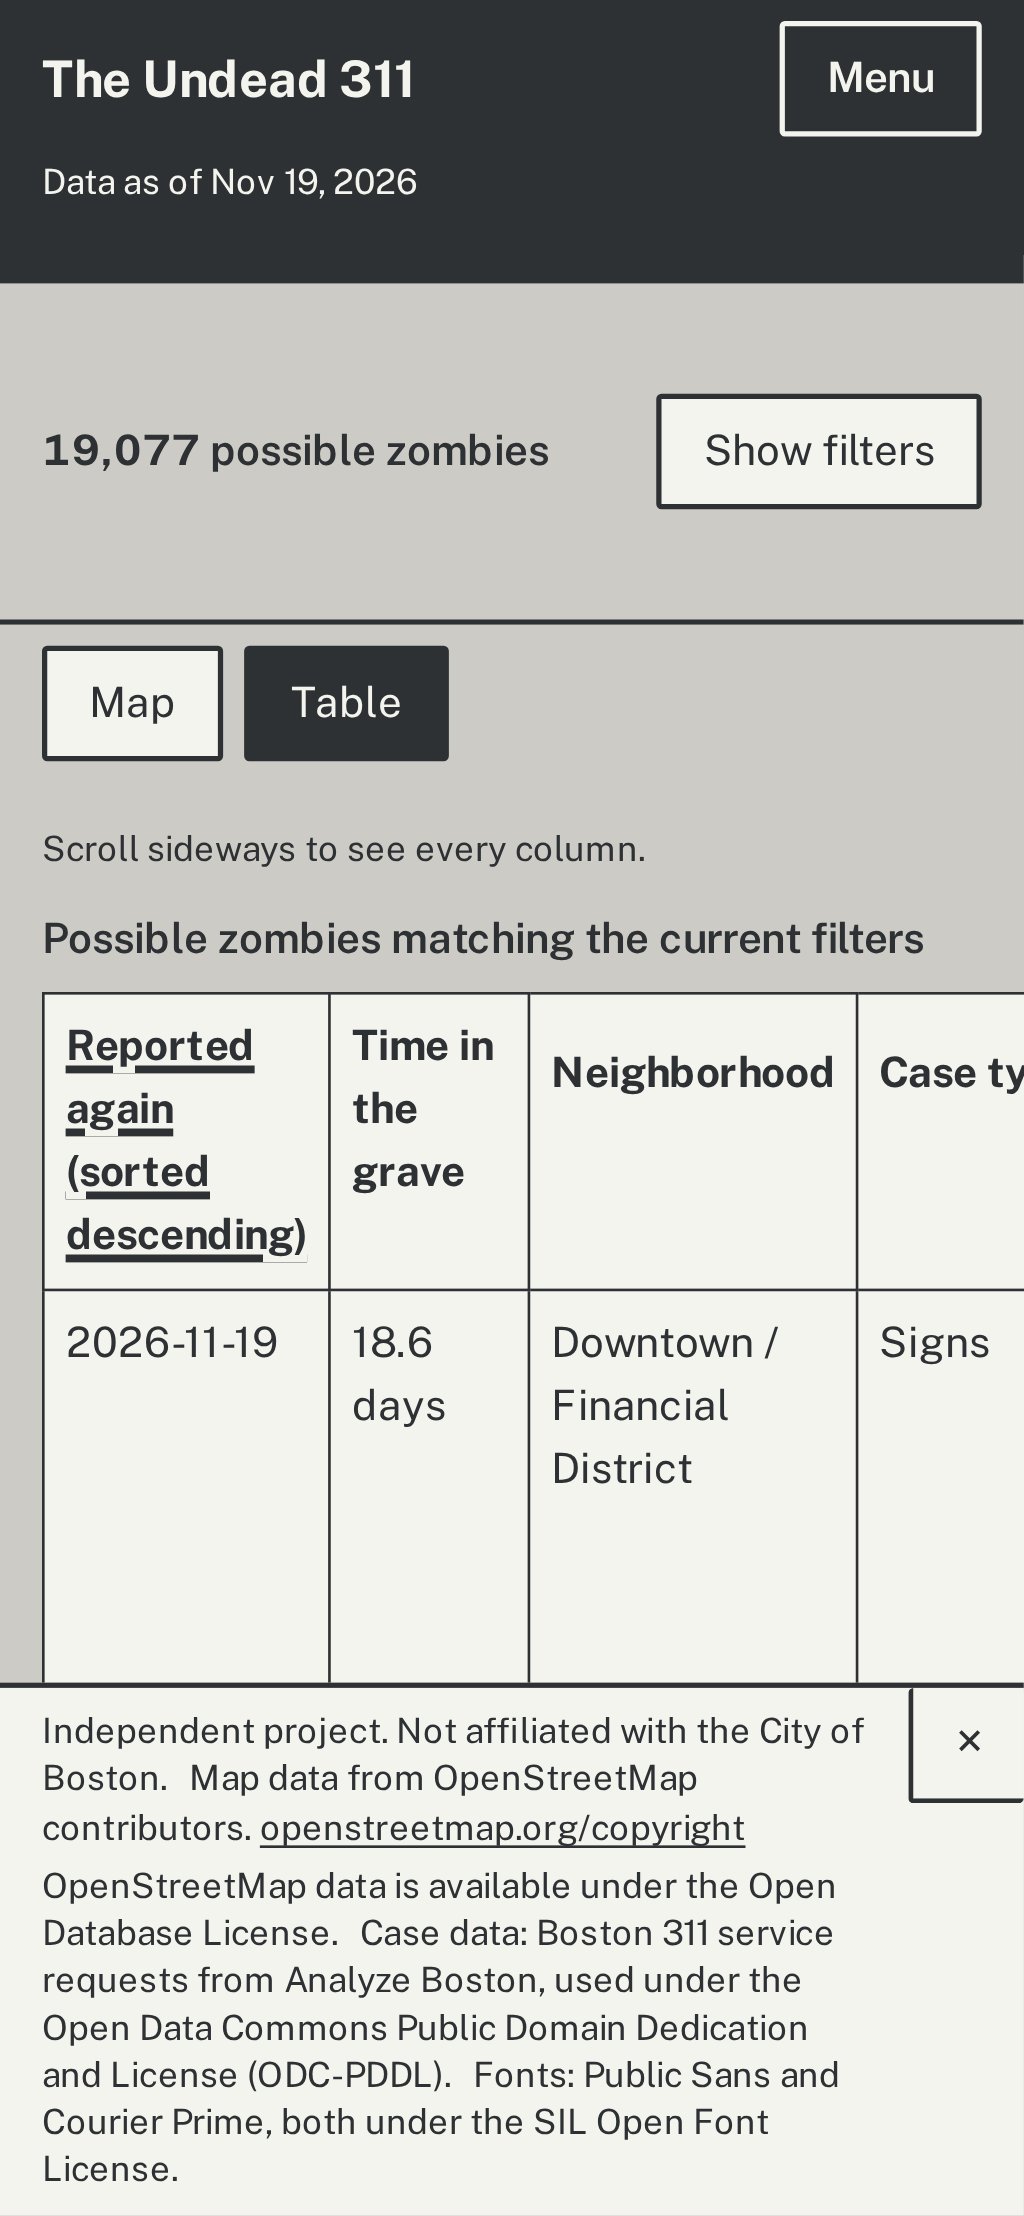 The Undead 311
Menu
Data as of Nov 19, 2026
19,077 possible zombies
Show filters
Map
Table
Scroll sideways to see every column.
Possible zombies matching the current filters
Reported
again
(sorted
descending)
Time in
the
grave
Neighborhood
Case ty
2026-11-19
18.6
days
Downtown /
Financial
District
Signs
Independent project. Not affiliated with the City of
Boston. Map data from OpenStreetMap
contributors. openstreetmap.org/copyright
OpenStreetMap data is available under the Open
Database License. Case data: Boston 311 service
requests from Analyze Boston, used under the
Open Data Commons Public Domain Dedication
and License (ODC-PDDL). Fonts: Public Sans and
Courier Prime, both under the SIL Open Font
License.
×